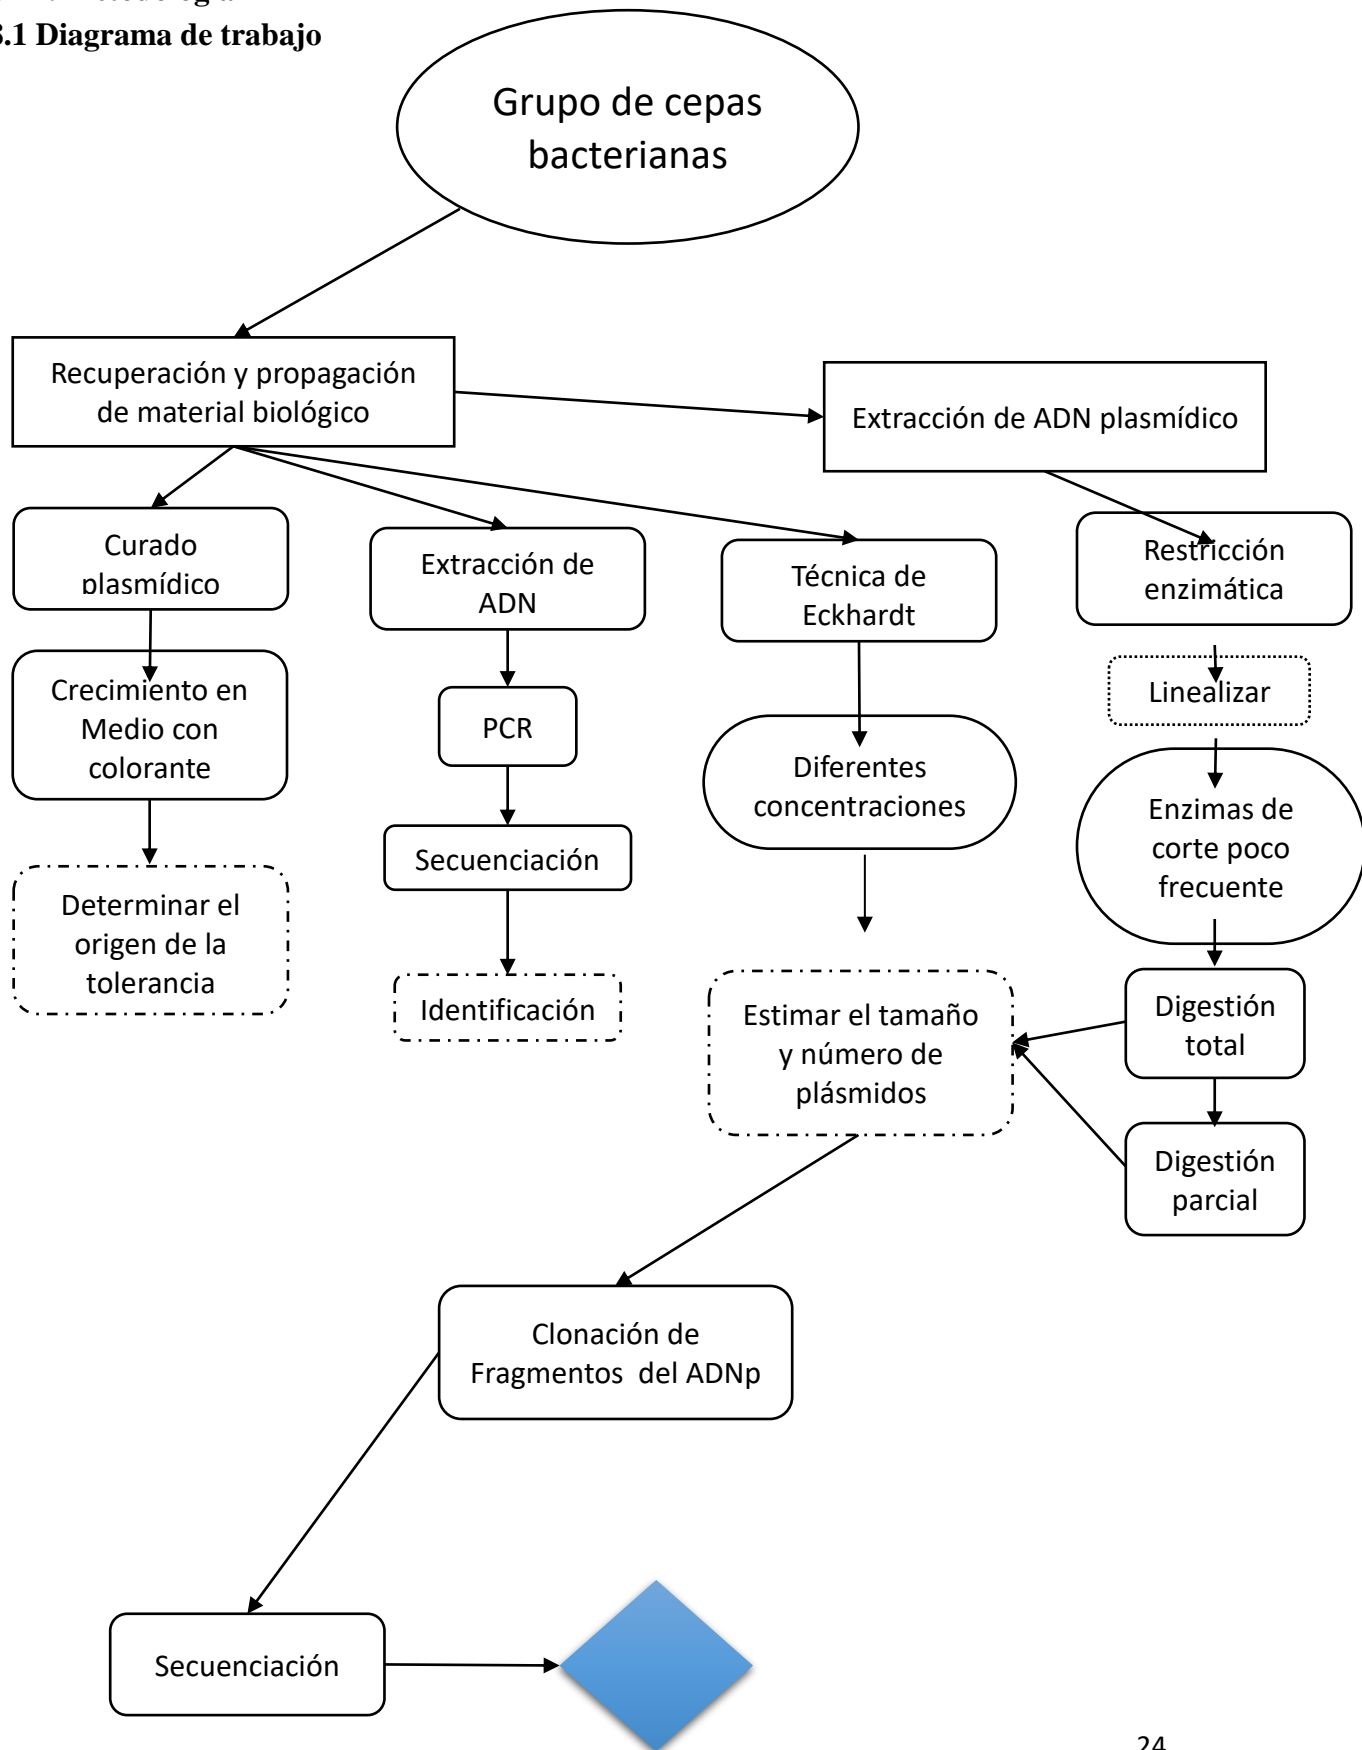 3.1 Diagrama de trabajo
Grupo de cepas
bacterianas
Recuperación y propagación
de material biológico
Extracción de ADN plasmídico
Curado
plasmídico
Extracción de
ADN
Técnica de
Eckhardt
Restricción
enzimática
Crecimiento en
Medio con
colorante
PCR
Diferentes
concentraciones
Linealizar
Secuenciación
Enzimas de
corte poco
frecuente
Determinar el
origen de la
tolerancia
Identificación
Estimar el tamaño
y número de
plásmidos
Digestión
total
Digestión
parcial
Clonación de
Fragmentos  del ADNp
Secuenciación
24